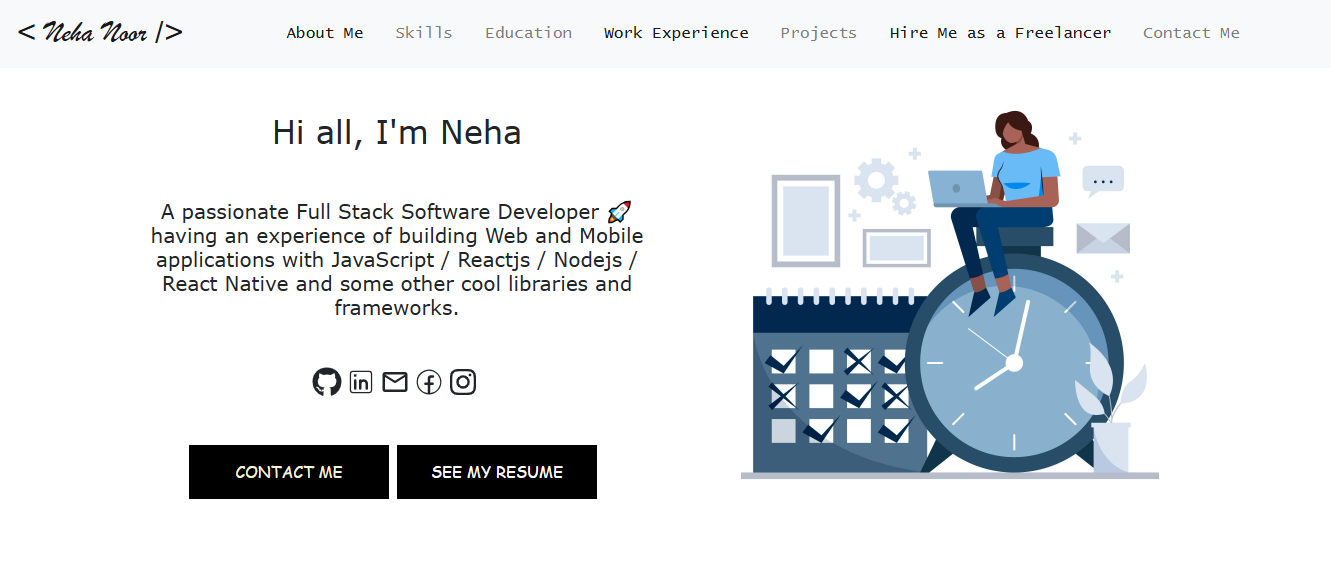 < Neha Noor />
About Me Skills Education Work Experience Projects Hire Me as a Freelancer Contact Me
Hi all, I'm Neha
A passionate Full Stack Software Developer 🚀
having an experience of building Web and Mobile
applications with JavaScript / Reactjs / Nodejs /
React Native and some other cool libraries and
frameworks.
in
CONTACT ME SEE MY RESUME